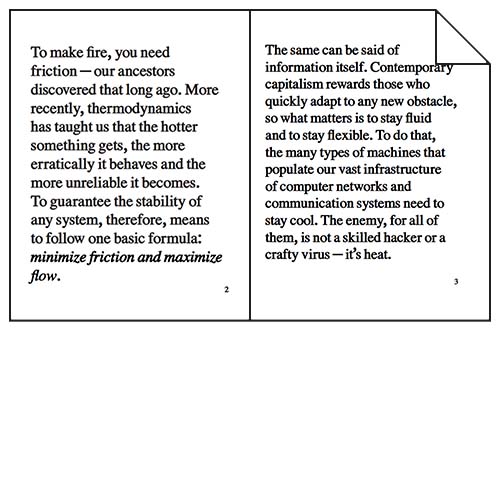 To make fire, you need
friction — our ancestors
discovered that long ago. More
recently, thermodynamics
has taught us that the hotter
something gets, the more
erratically it behaves and the
more unreliable it becomes.
To guarantee the stability of
any system, therefore, means
to follow one basic formula:
minimize friction and maximize
flow.
2
The same can be said of
information itself. Contemporary
capitalism rewards those who
quickly adapt to any new obstacle,
so what matters is to stay fluid
and to stay flexible. To do that,
the many types of machines that
populate our vast infrastructure
of computer networks and
communication systems need to
stay cool. The enemy, for all of
them, is not a skilled hacker or a
crafty virus — it’s heat.
3